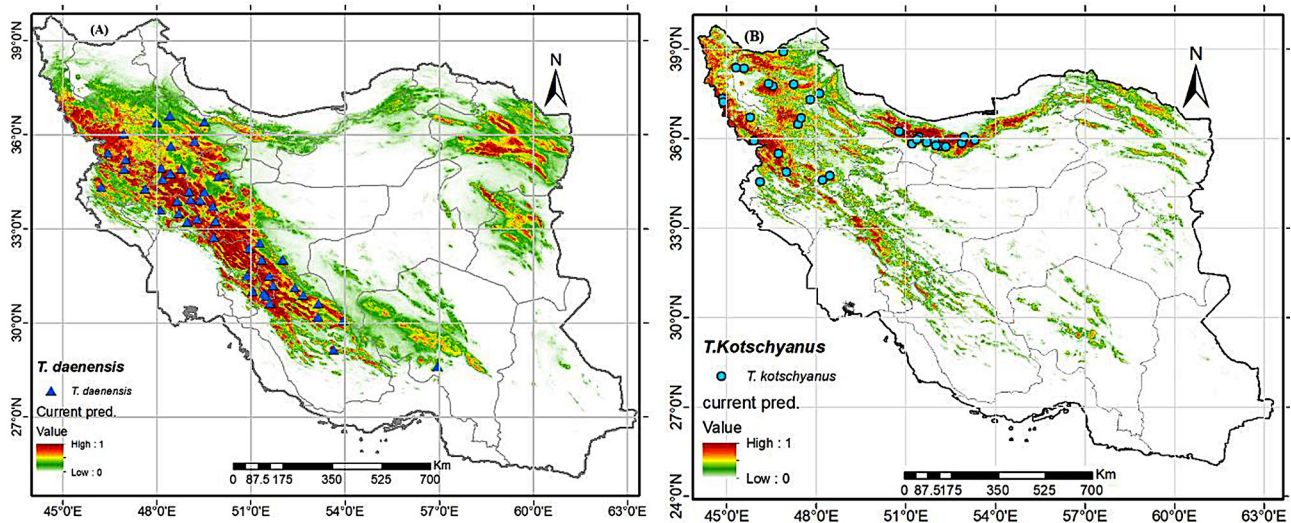 (A)
39°0'N
36°0'N
33°0'N
30°0'N
27°0'N
N
T. daenensis
T. daenensis
Current pred.
Value
High : 1
Low : 0
Km
0 87.5 175 350 525 700
45°0'E 48°0'E 51°0'E 54°0'E 57°0'E 60°0'E 63°0'E
(B)
39°0'N
36°0'N
33°0'N
30°0'N
27°0'N
24°0'N
N
T.Kotschyanus
T. kotschyanus
current pred.
Value
High : 1
Low : 0
Km
0 87.5175 350 525 700
45°0'E 48°0'E 51°0'E 54°0'E 57°0'E 60°0'E 63°0'E